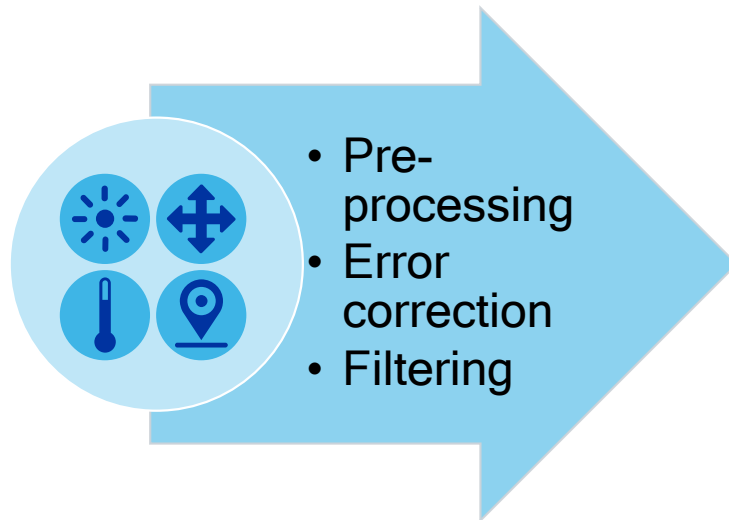 • Pre-
processing
• Error
correction
• Filtering